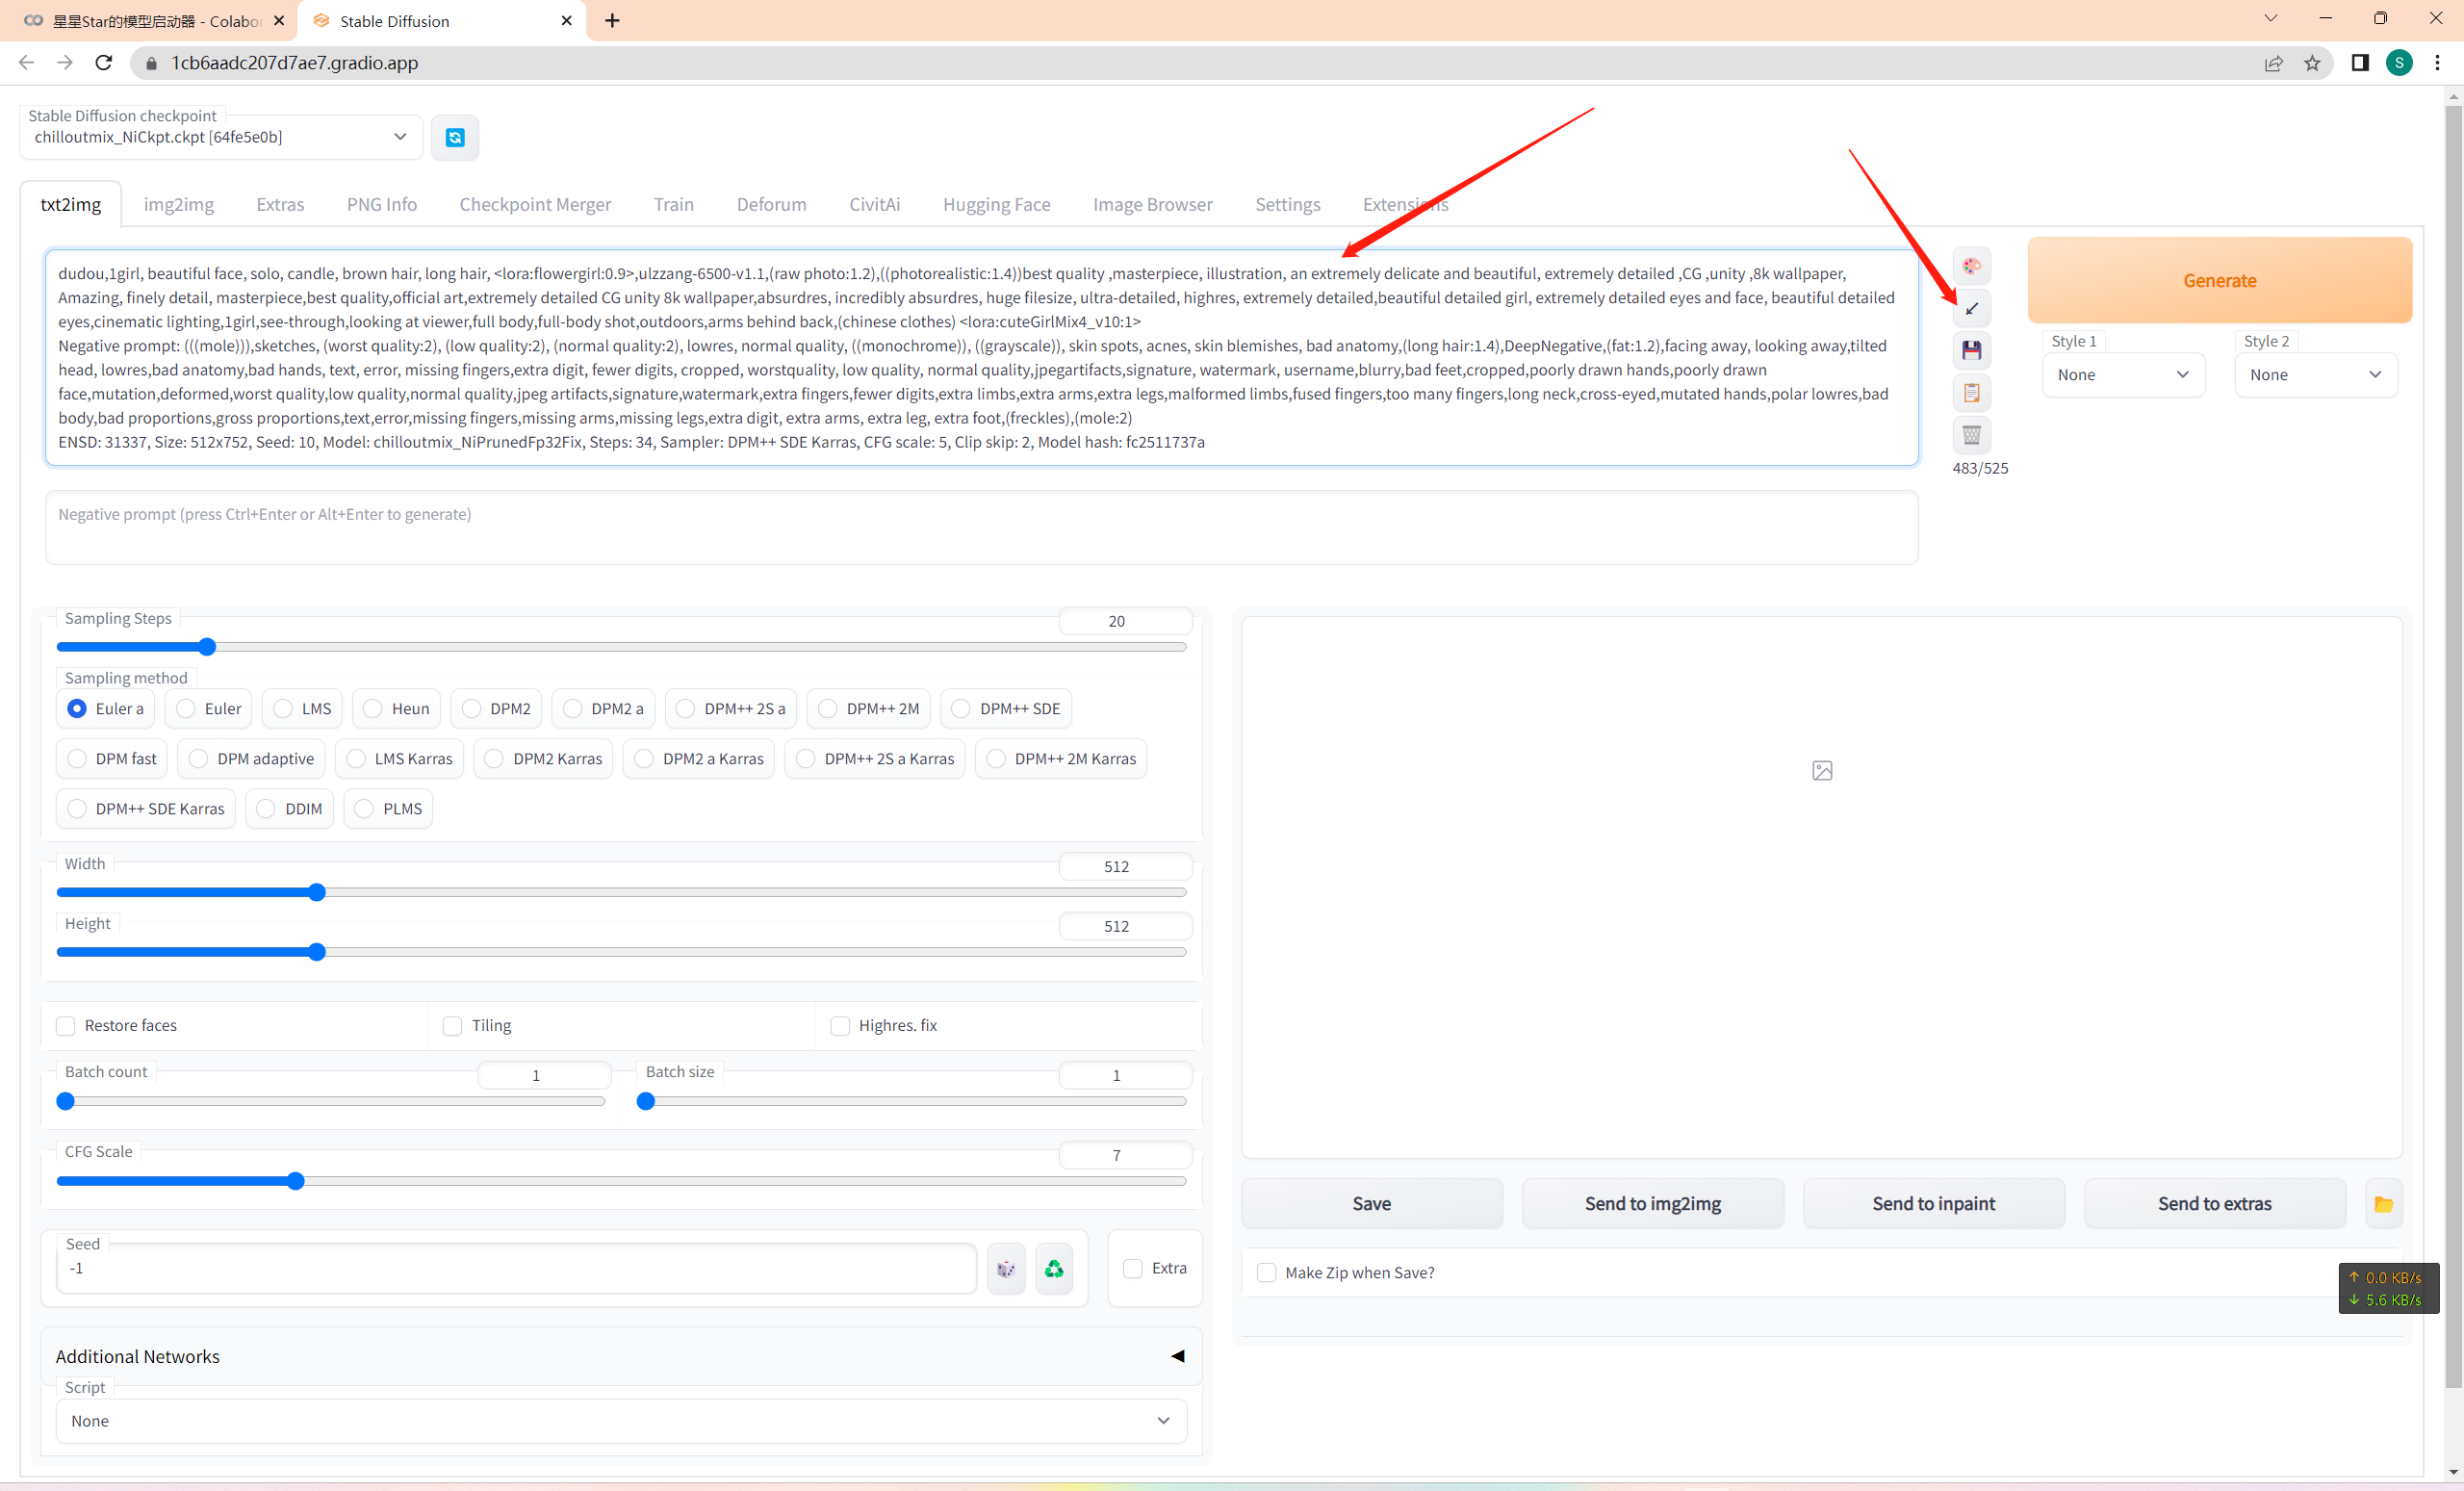 星星Star的模型启动器 - Colabo
Stable Diffusion
1cb6aadc207d7ae7.gradio.app
S
Stable Diffusion checkpoint
chilloutmix_NiCkpt.ckpt [64fe5e0b]
txt2img img2img Extras PNG Info Checkpoint Merger Train Deforum CivitAi Hugging Face Image Browser Settings Extensions
dudou,1girl, beautiful face, solo, candle, brown hair, long hair, <lora:flowergirl:0.9>,ulzzang-6500-v1.1,(raw photo:1.2),((photorealistic:1.4))best quality ,masterpiece, illustration, an extremely delicate and beautiful, extremely detailed ,CG ,unity ,8k wallpaper,
Amazing, finely detail, masterpiece,best quality,official art,extremely detailed CG unity 8k wallpaper,absurdres, incredibly absurdres, huge filesize, ultra-detailed, highres, extremely detailed,beautiful detailed girl, extremely detailed eyes and face, beautiful detailed
eyes,cinematic lighting,1girl,see-through,looking at viewer,full body,full-body shot,outdoors,arms behind back,(chinese clothes) <lora:cuteGirlMix4_v10:1>
Negative prompt: (((mole))),sketches, (worst quality:2), (low quality:2), (normal quality:2), lowres, normal quality, ((monochrome)), ((grayscale)), skin spots, acnes, skin blemishes, bad anatomy,(long hair:1.4),DeepNegative,(fat:1.2),facing away, looking away,tilted
head, lowres,bad anatomy,bad hands, text, error, missing fingers,extra digit, fewer digits, cropped, worstquality, low quality, normal quality,jpegartifacts,signature, watermark, username,blurry,bad feet,cropped,poorly drawn hands,poorly drawn
face,mutation,deformed,worst quality,low quality,normal quality,jpeg artifacts,signature,watermark,extra fingers,fewer digits,extra limbs,extra arms,extra legs,malformed limbs,fused fingers,too many fingers,long neck,cross-eyed,mutated hands,polar lowres,bad
body,bad proportions,gross proportions,text,error,missing fingers,missing arms,missing legs,extra digit, extra arms, extra leg, extra foot,(freckles),(mole:2)
ENSD: 31337, Size: 512x752, Seed: 10, Model: chilloutmix_NiPrunedFp32Fix, Steps: 34, Sampler: DPM++ SDE Karras, CFG scale: 5, Clip skip: 2, Model hash: fc2511737a
483/525
Generate
Style 1
None
Style 2
None
Negative prompt (press Ctrl+Enter or Alt+Enter to generate)
Sampling Steps
20
Sampling method
Euler a Euler LMS Heun DPM2 DPM2 a DPM++ 2S a DPM++ 2M DPM++ SDE
DPM fast DPM adaptive LMS Karras DPM2 Karras DPM2 a Karras DPM++ 2S a Karras DPM++ 2M Karras
DPM++ SDE Karras DDIM PLMS
Width
512
Height
512
Restore faces Tiling Highres. fix
Batch count
1
Batch size
1
CFG Scale
7
Seed
-1
Extra
Additional Networks
Script
None
Save Send to img2img Send to inpaint Send to extras
Make Zip when Save?
↑ 0.0 KB/s
↓ 5.6 KB/s